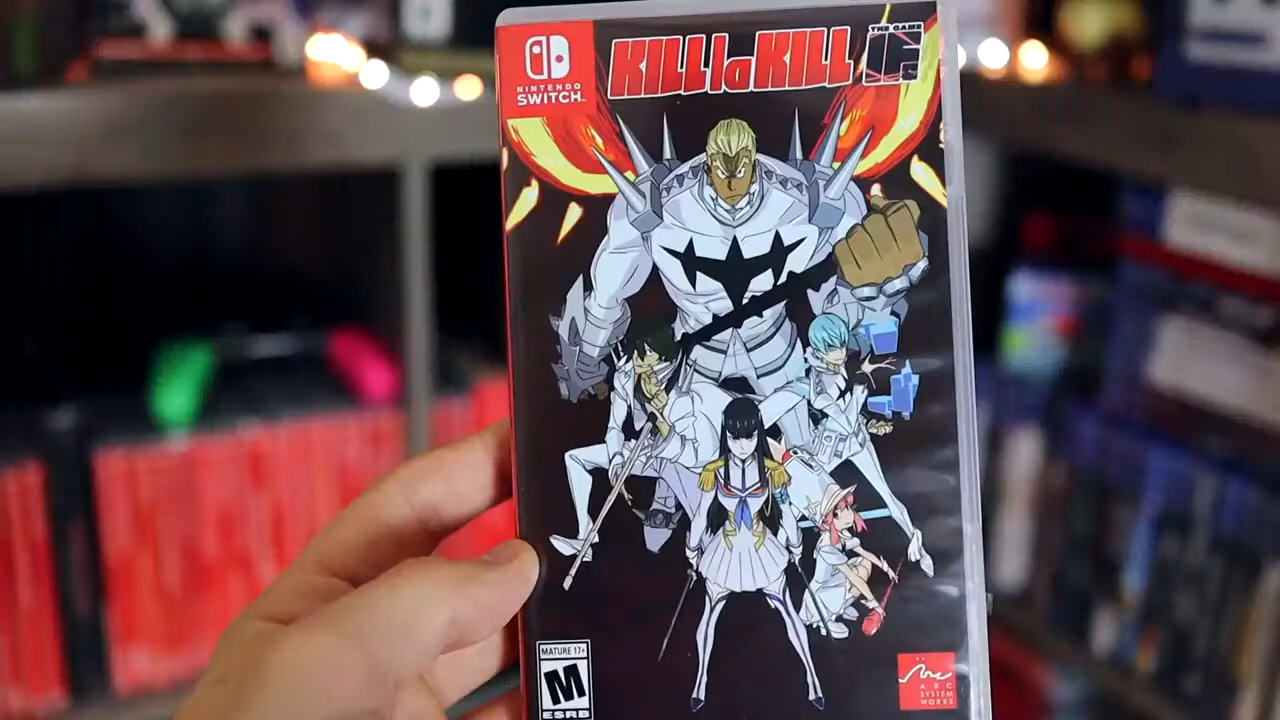 NINTENDO
SWITCH
KILL la KILL
THE GAME
IF
MATURE 17+
M
ESRB
ARC
SYSTEM
WORKS